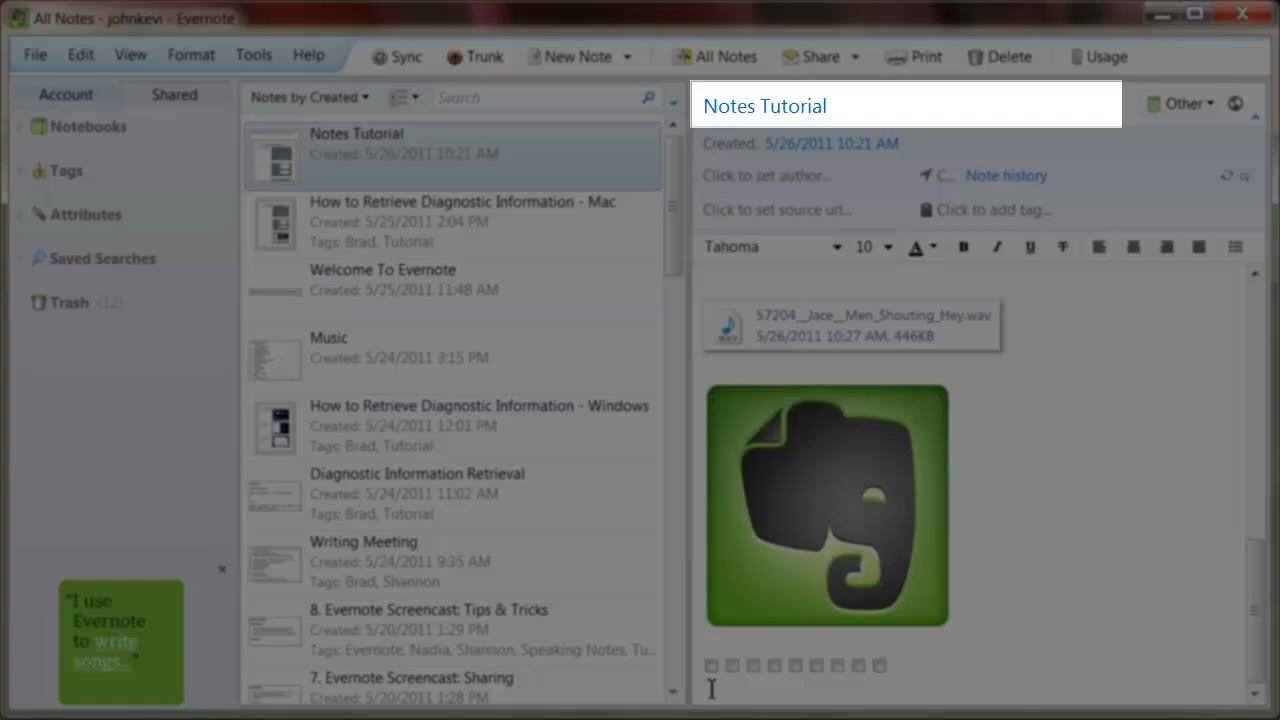 All Notes - johnkevi - Evernote
File Edit View Format Tools Help
Sync Trunk New Note All Notes Share Print Delete Usage
Account Shared
Notebooks
Tags
Attributes
Saved Searches
Trash (12)
"I use
Evernote
to write
songs..."
Notes by Created
Search
Notes Tutorial
Created: 5/26/2011 10:21 AM
How to Retrieve Diagnostic Information - Mac
Created: 5/25/2011 2:04 PM
Tags: Brad, Tutorial
Welcome To Evernote
Created: 5/25/2011 11:48 AM
Music
Created: 5/24/2011 3:15 PM
How to Retrieve Diagnostic Information - Windows
Created: 5/24/2011 12:01 PM
Tags: Brad, Tutorial
Diagnostic Information Retrieval
Created: 5/24/2011 11:02 AM
Tags: Brad, Tutorial
Writing Meeting
Created: 5/24/2011 9:35 AM
Tags: Brad, Shannon
8. Evernote Screencast: Tips & Tricks
Created: 5/20/2011 1:29 PM
Tags: Evernote, Nadia, Shannon, Speaking Notes, Tu...
7. Evernote Screencast: Sharing
Created: 5/20/2011 1:28 PM
Notes Tutorial
Other
Created: 5/26/2011 10:21 AM
Click to set author... C... Note history
Click to set source url... Click to add tag...
Tahoma 10 A B I U T
57204__Jace__Men_Shouting_Hey.wav
5/26/2011 10:27 AM, 446KB